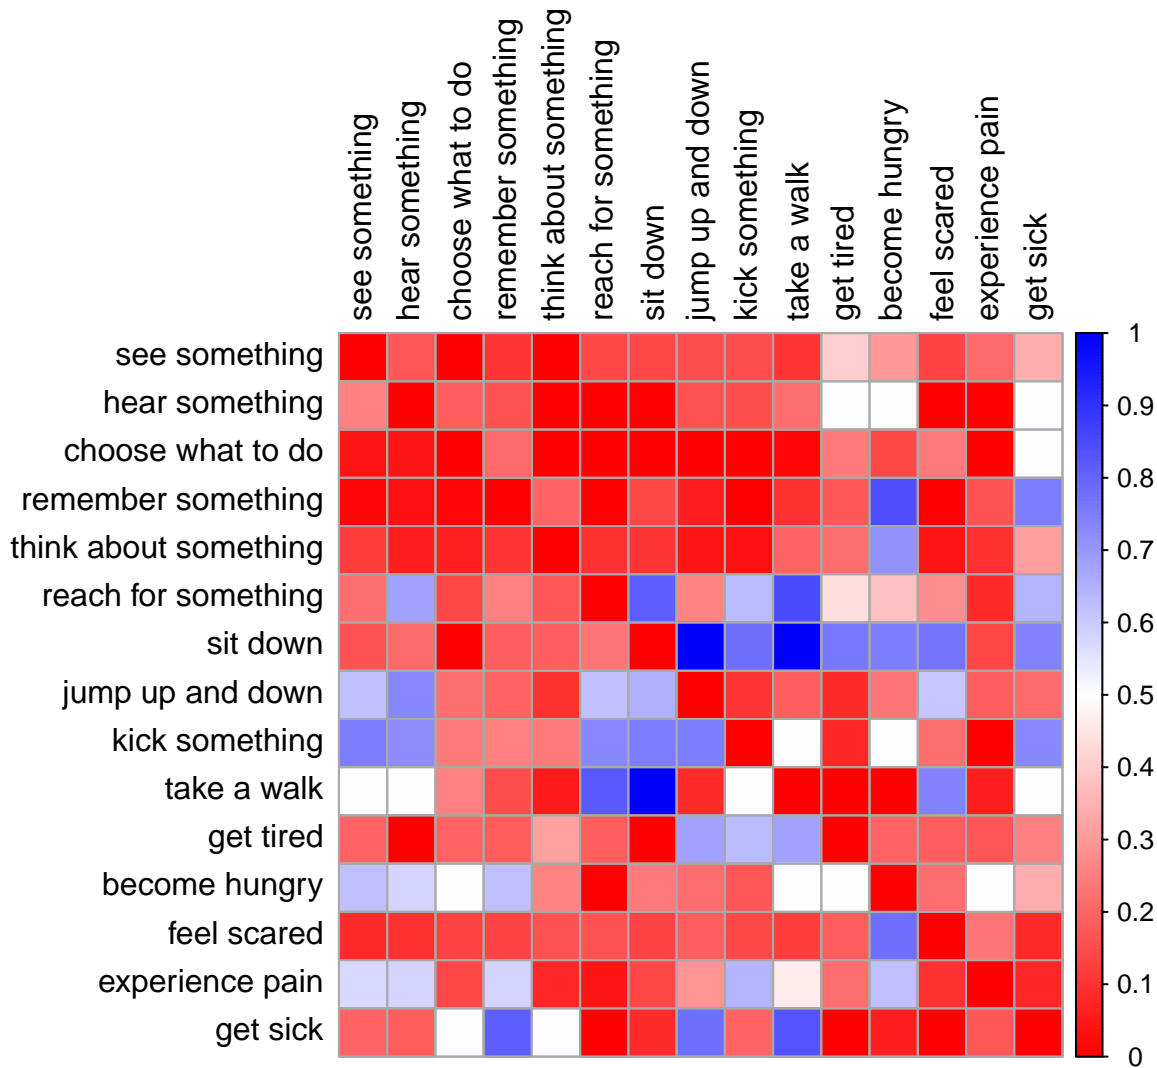 see something
hear something
choose what to do
remember something
think about something
reach for something
sit down
jump up and down
kick something
take a walk
get tired
become hungry
feel scared
experience pain
get sick
see something
hear something
choose what to do
remember something
think about something
reach for something
sit down
jump up and down
kick something
take a walk
get tired
become hungry
feel scared
experience pain
get sick
1
0.9
0.8
0.7
0.6
0.5
0.4
0.3
0.2
0.1
0